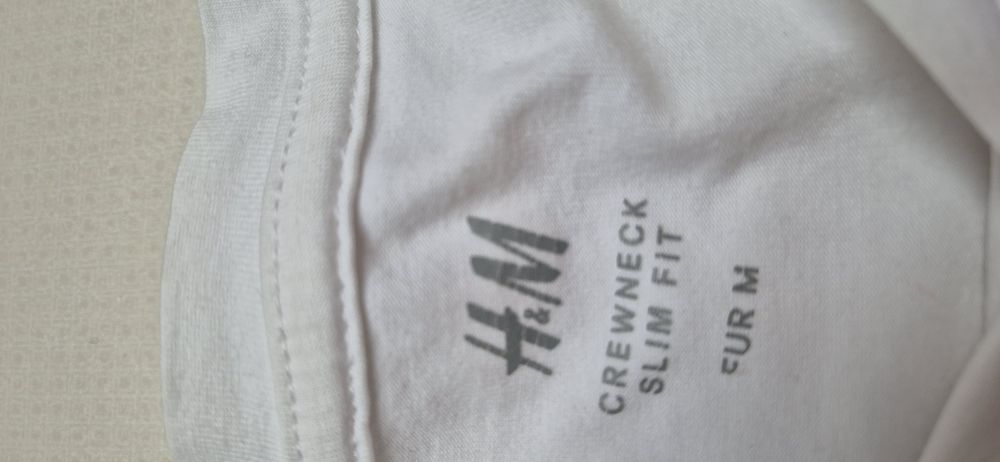 H&M
CREWNECK
SLIM FIT
EUR M